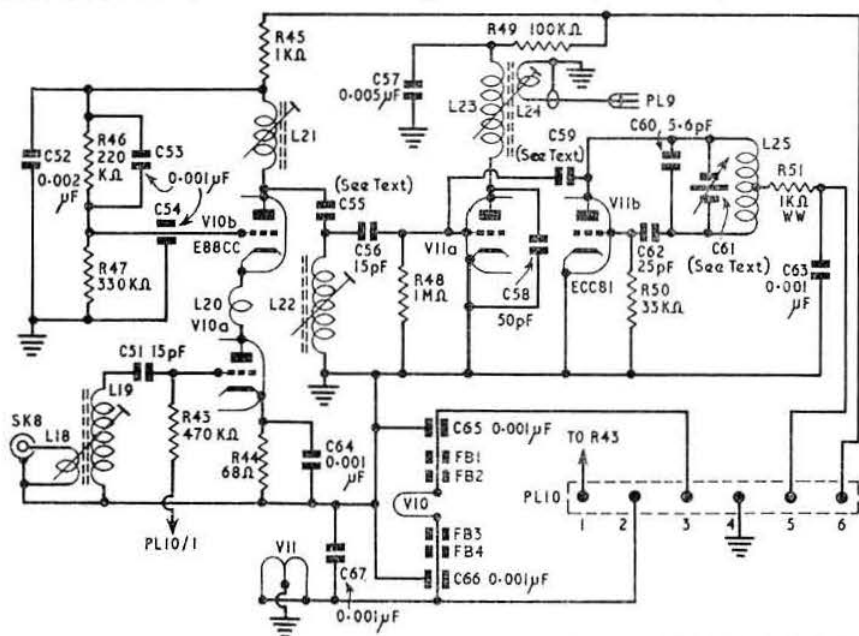 R45
1KΩ
R49 100KΩ
C57
0·005μF
L23
L24
PL9
L21
C59
(See Text)
C60 5·6pF
L25
R46
220
KΩ
C53
C52
0·002
μF
0·001μF
C54
(See Text)
C55
R51
1KΩ
WW
V10b
E88CC
C56
15pF
V11a
V11b
C61
(See Text)
R47
330KΩ
L20
L22
R48
1MΩ
C58
50pF
ECC81
C62
25pF
R50
33KΩ
C63
0·001
μF
V10a
C51 15pF
L19
SK8
L18
R43
470KΩ
R44
68Ω
C64
0·001
μF
C65 0·001μF
FB1
FB2
TO R43
PL10
V10
1 2 3 4 5 6
PL10/1
FB3
FB4
V11
C67
C66 0·001μF
0·001μF